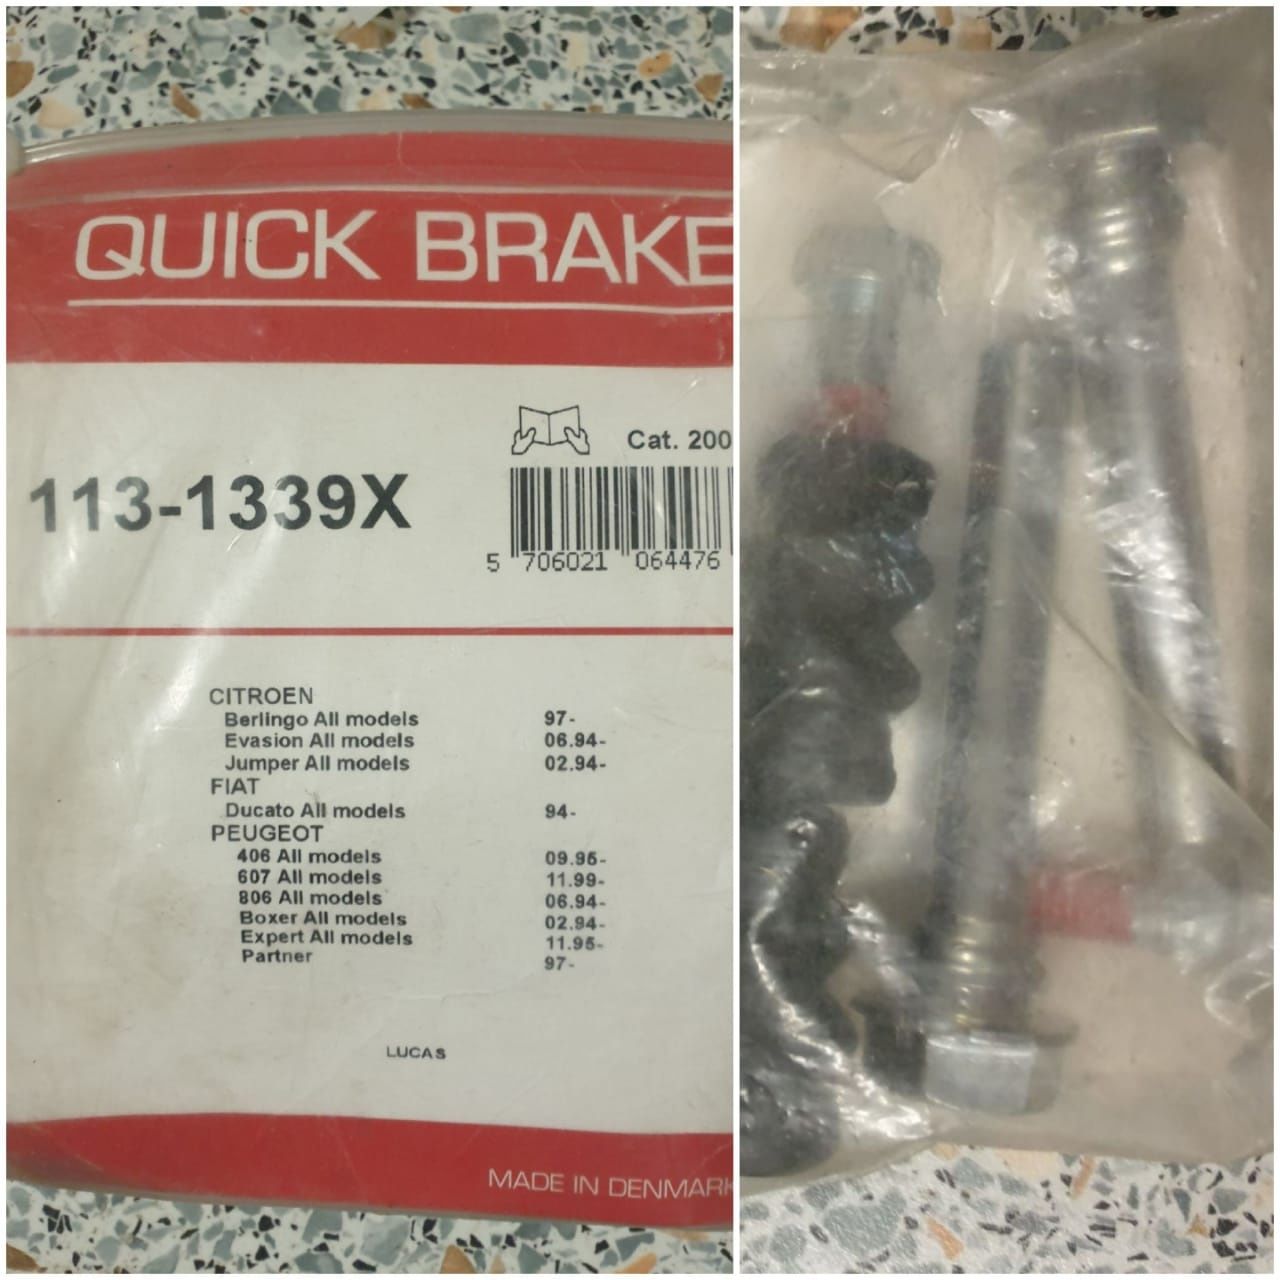 QUICK BRAKE
Cat. 200
113-1339X
5 706021 064476
CITROEN
Berlingo All models 97-
Evasion All models 06.94-
Jumper All models 02.94-
FIAT
Ducato All models 94-
PEUGEOT
406 All models 09.95-
607 All models 11.99-
806 All models 06.94-
Boxer All models 02.94-
Expert All models 11.95-
Partner 97-
LUCAS
MADE IN DENMARK